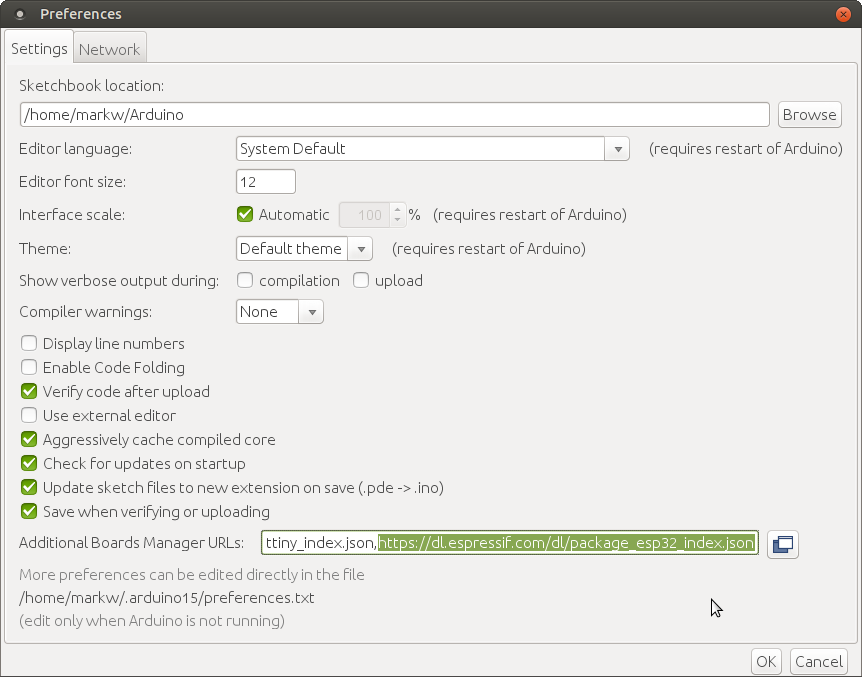 Preferences
Settings Network
Sketchbook location:
/home/markw/Arduino Browse
Editor language: System Default (requires restart of Arduino)
Editor font size: 12
Interface scale: Automatic 100 % (requires restart of Arduino)
Theme: Default theme (requires restart of Arduino)
Show verbose output during: compilation upload
Compiler warnings: None
Display line numbers
Enable Code Folding
Verify code after upload
Use external editor
Aggressively cache compiled core
Check for updates on startup
Update sketch files to new extension on save (.pde -> .ino)
Save when verifying or uploading
Additional Boards Manager URLs: ttiny_index.json,https://dl.espressif.com/dl/package_esp32_index.json
More preferences can be edited directly in the file
/home/markw/.arduino15/preferences.txt
(edit only when Arduino is not running)
OK Cancel